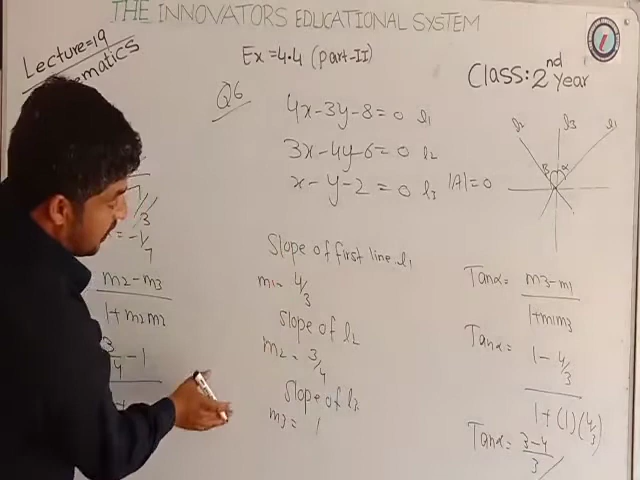 THE INNOVATORS EDUCATIONAL SYSTEM
Lecture=19
Ex=4.4 (part-II)
Class: 2nd year
Q6
4x-3y-8=0 l1
3x-4y-6=0 l2
x-y-2=0 l3 |A|=0
l2 l3 l1
β α
= -1/7
m2-m3
1+m2m2
3/4 -1
Slope of first line l1
m1= 4/3
Slope of l2
m2= 3/4
Slope of l3
m3= 1
Tanα= m3-m1
1+m1m3
Tanα= 1-4/3
1+(1)(4/3)
Tanα= 3-4
3